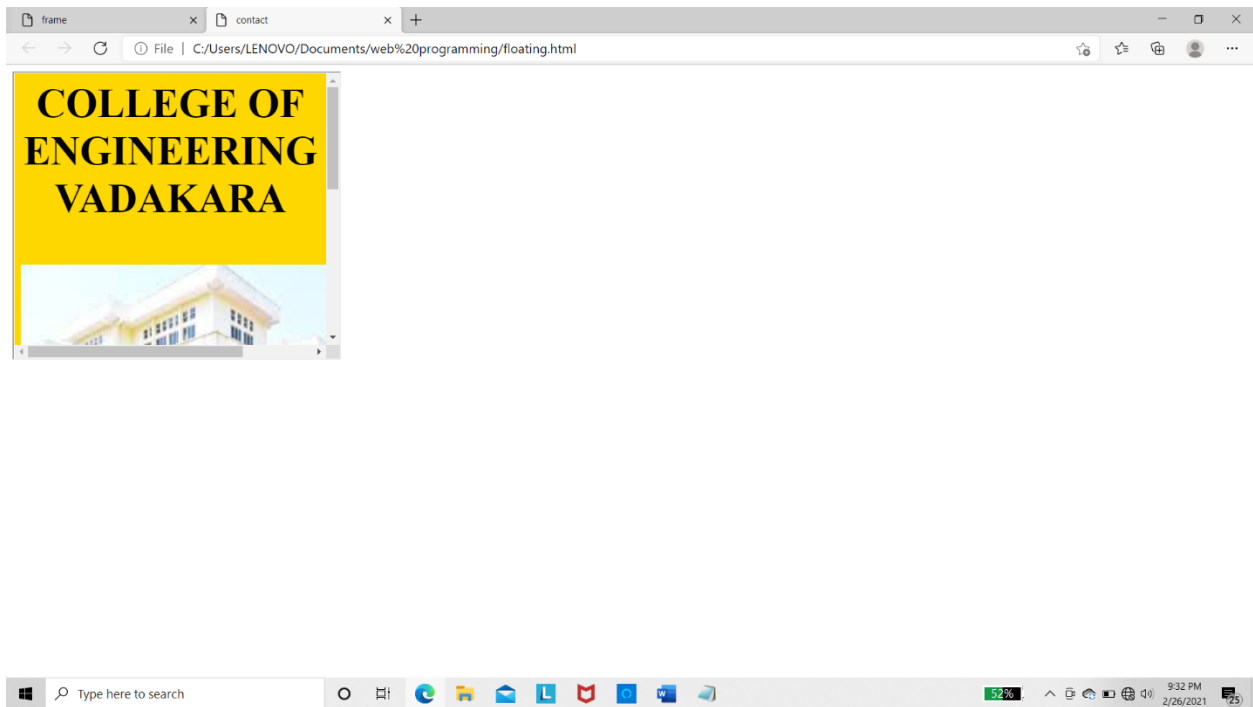 frame
contact
File | C:/Users/LENOVO/Documents/web%20programming/floating.html
COLLEGE OF
ENGINEERING
VADAKARA
Type here to search
52%
9:32 PM
2/26/2021
25